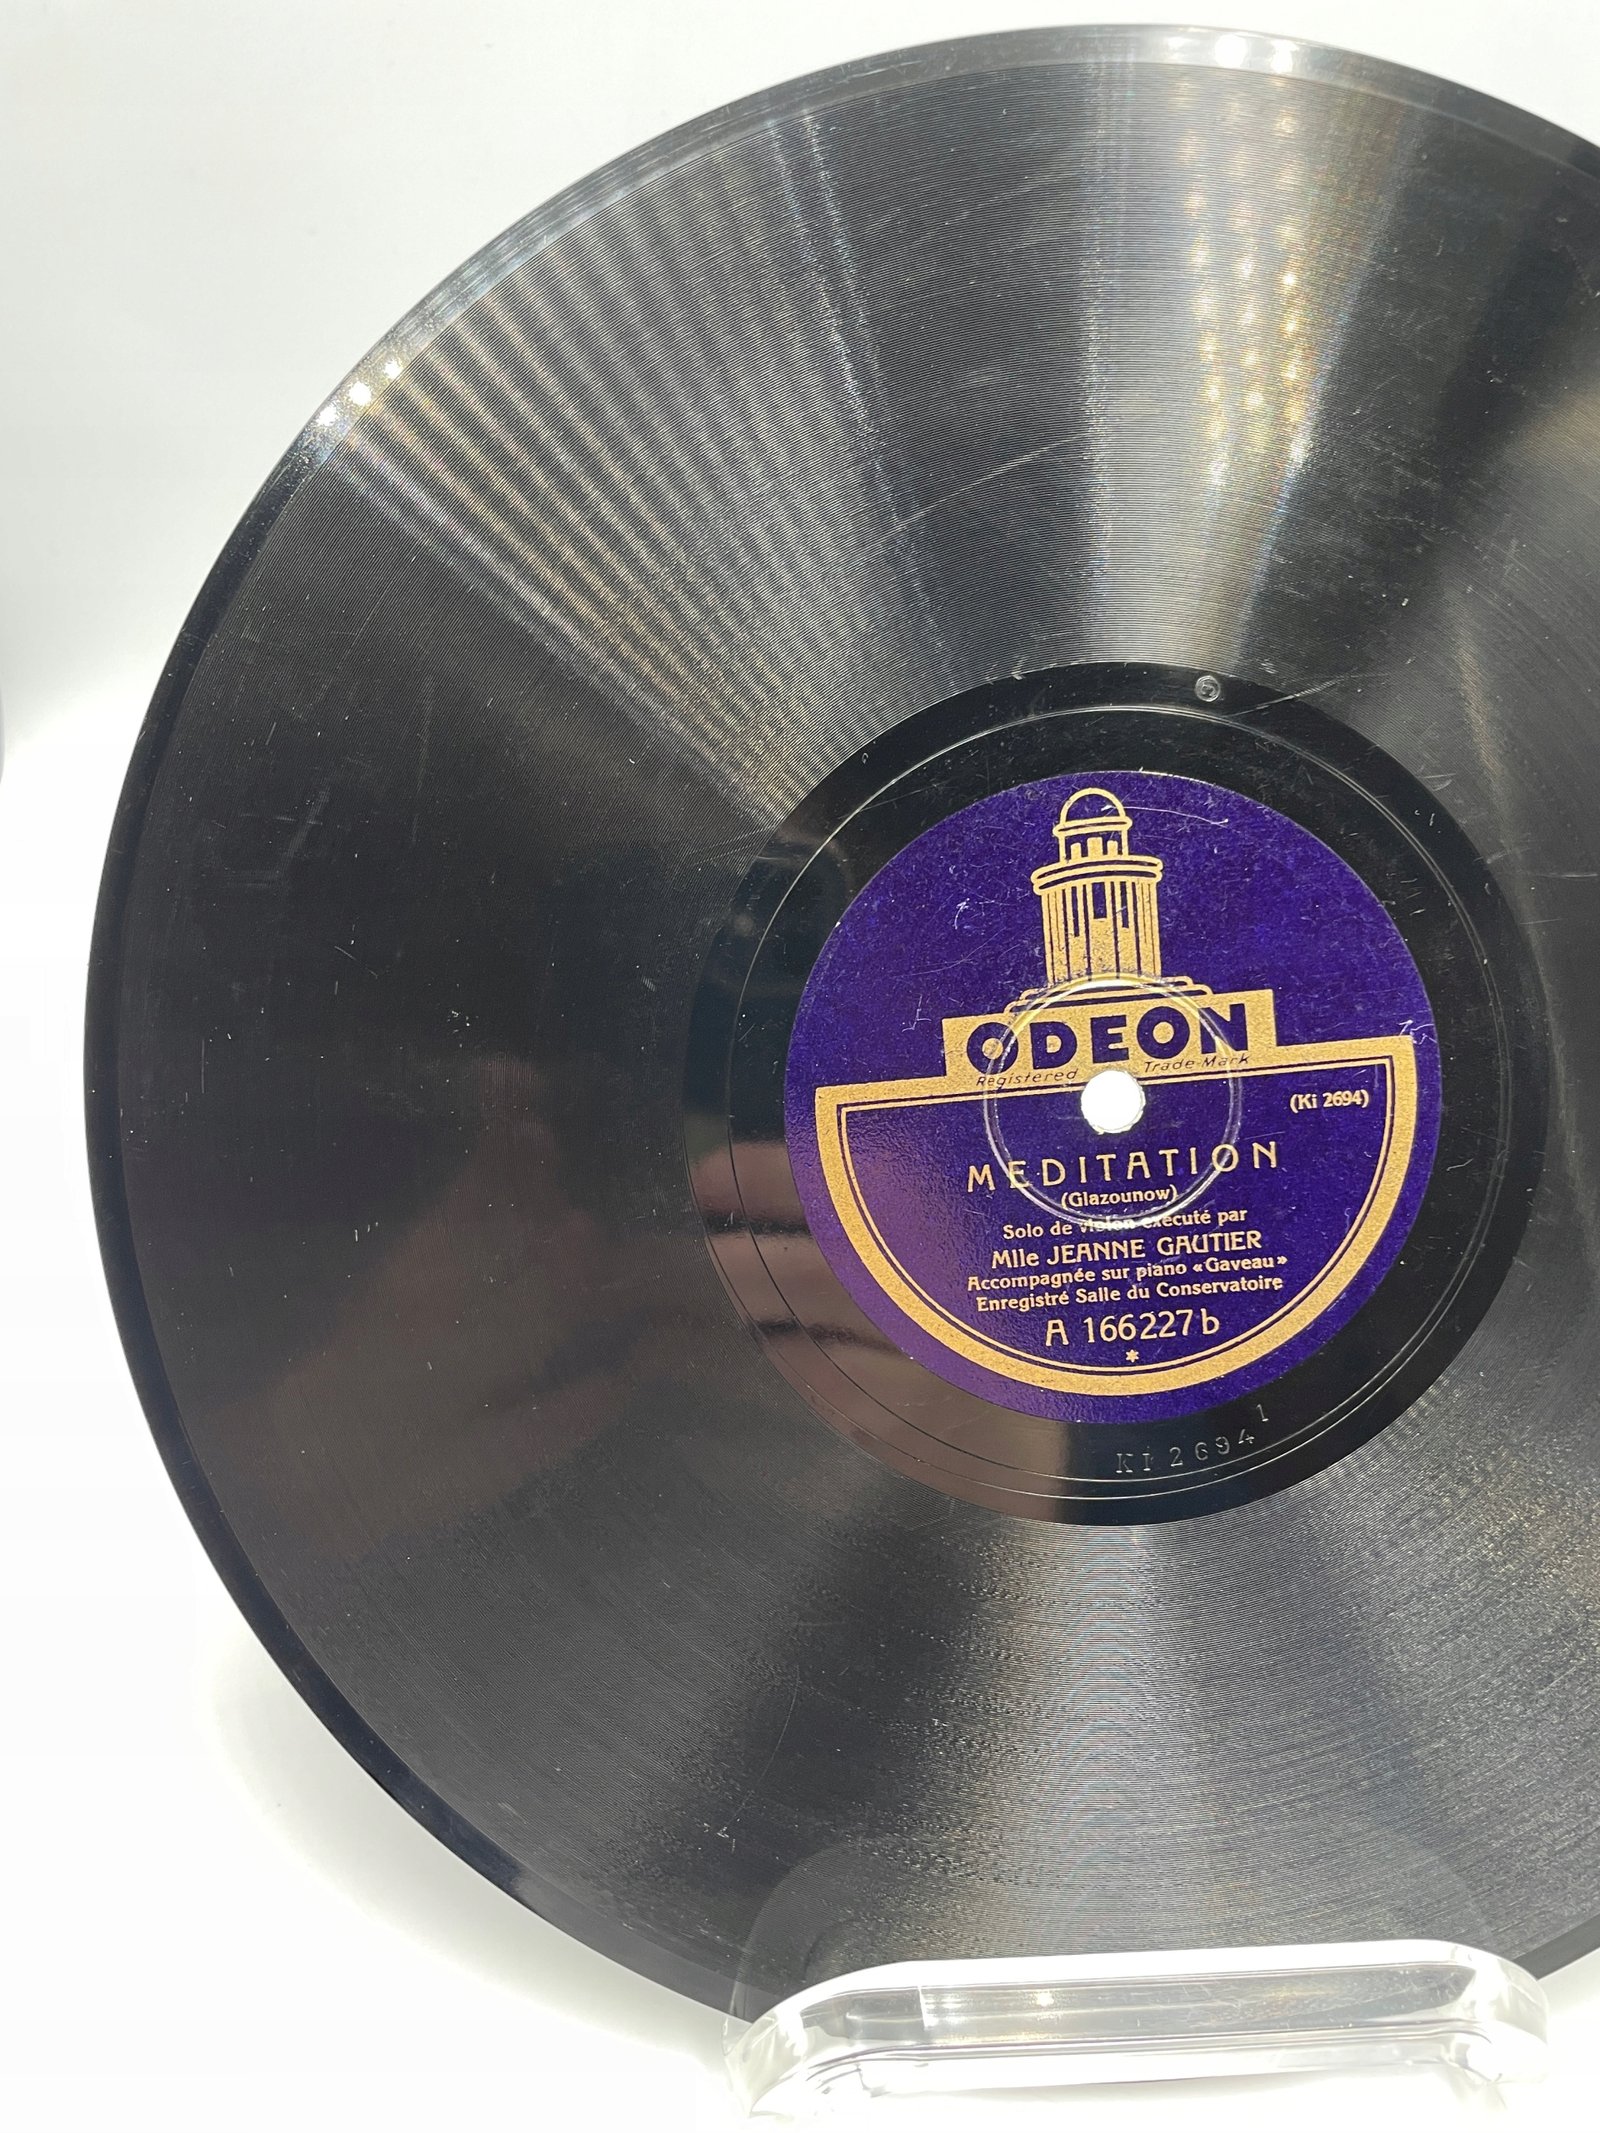 ODEON
Registered Trade-Mark
(Ki 2694)
MEDITATION
(Glazounow)
Solo de violon exécuté par
Mlle JEANNE GAUTIER
Accompagnée sur piano «Gaveau»
Enregistré Salle du Conservatoire
A 166227b
*
Ki 2694 1